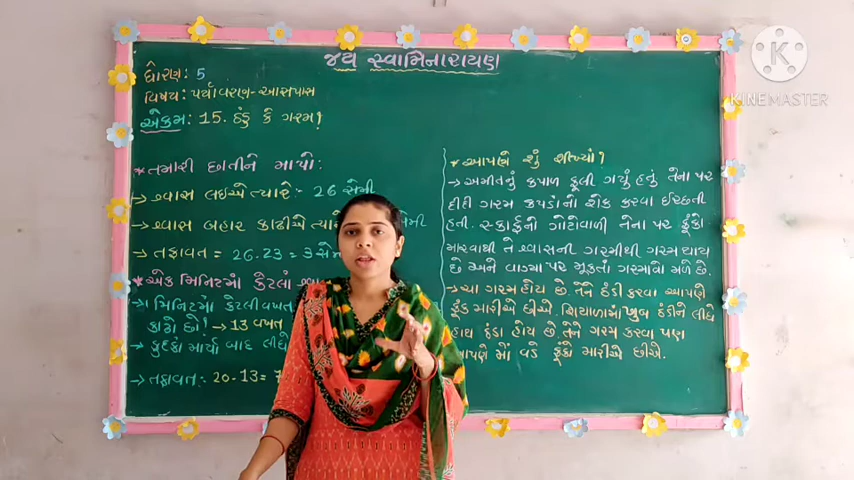 જય સ્વામિનારાયણ
ધોરણ: 5
વિષય: પર્યાવરણ-આસપાસ
એકમ: 15. ઠંડુ કે ગરમ!
*તમારી છાતીને માપો:
→ શ્વાસ લઈએ ત્યારે:- 26 સેમી
→ શ્વાસ બહાર કાઢીએ ત્યારે સેમી
→ તફાવત = 26-23 = 3 સેમી
*એક મિનિટમાં કેટલાં
→ 1 મિનિટમાં કેટલી વખત
કાઢો છો! → 13 વખત
→ કુદકા માર્યા બાદ લીધેલ
→ તફાવત:- 20-13 = 7
*આપણે શું શીખ્યાં?
→ અમીતનું કપાળ ફૂલી ગયું હતું તેના પર
દીદી ગરમ કપડાંનો શેક કરવા ઈચ્છતી
હતી. સ્કાર્ફનો ગોટોવાળી તેના પર ફૂંકો
મારવાથી તે શ્વાસની ગરમીથી ગરમ થાય
છે અને વાગ્યા પર મૂકતાં ગરમાવો મળે છે.
→ ચા ગરમ હોય છે. તેને ઠંડી કરવા આપણે
ફૂંક મારીએ છીએ. શિયાળામાં ખુબ ઠંડીને લીધે
હાથ ઠંડા હોય છે તેને ગરમ કરવા પણ
આપણે મોં વડે ફૂંકો મારીએ છીએ.
KINEMASTER